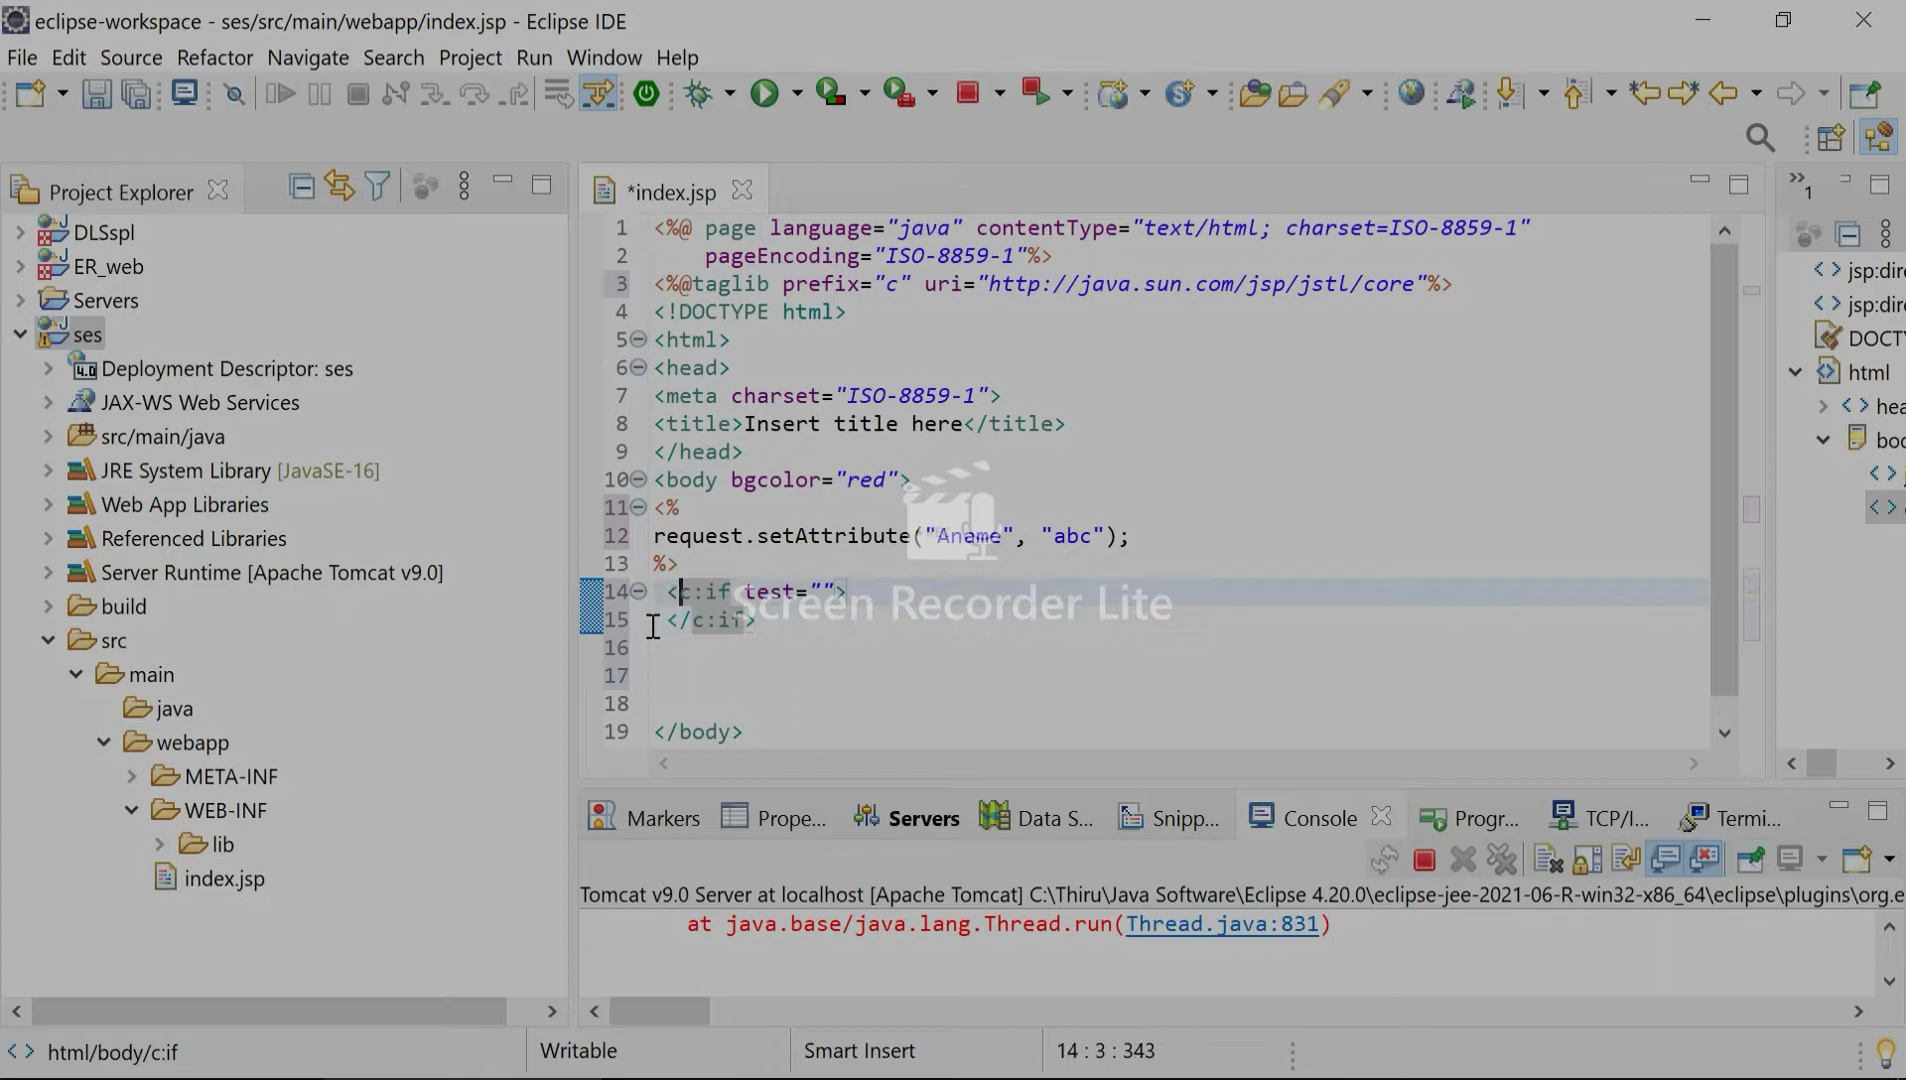 eclipse-workspace - ses/src/main/webapp/index.jsp - Eclipse IDE
File Edit Source Refactor Navigate Search Project Run Window Help
Project Explorer
DLSspl
ER_web
Servers
ses
Deployment Descriptor: ses
JAX-WS Web Services
src/main/java
JRE System Library [JavaSE-16]
Web App Libraries
Referenced Libraries
Server Runtime [Apache Tomcat v9.0]
build
src
main
java
webapp
META-INF
WEB-INF
lib
index.jsp
*index.jsp
1 <%@ page language="java" contentType="text/html; charset=ISO-8859-1"
2 pageEncoding="ISO-8859-1"%>
3 <%@taglib prefix="c" uri="http://java.sun.com/jsp/jstl/core"%>
4 <!DOCTYPE html>
5 <html>
6 <head>
7 <meta charset="ISO-8859-1">
8 <title>Insert title here</title>
9 </head>
10 <body bgcolor="red">
11 <%
12 request.setAttribute("Aname", "abc");
13 %>
14 <c:if test="">
15 </c:if>
16
17
18
19 </body>
Screen Recorder Lite
1
jsp:dire
jsp:dire
DOCT
html
hea
bod
Markers Prope... Servers Data S... Snipp... Console Progr... TCP/I... Termi...
Tomcat v9.0 Server at localhost [Apache Tomcat] C:\Thiru\Java Software\Eclipse 4.20.0\eclipse-jee-2021-06-R-win32-x86_64\eclipse\plugins\org.e
at java.base/java.lang.Thread.run(Thread.java:831)
html/body/c:if Writable Smart Insert 14 : 3 : 343